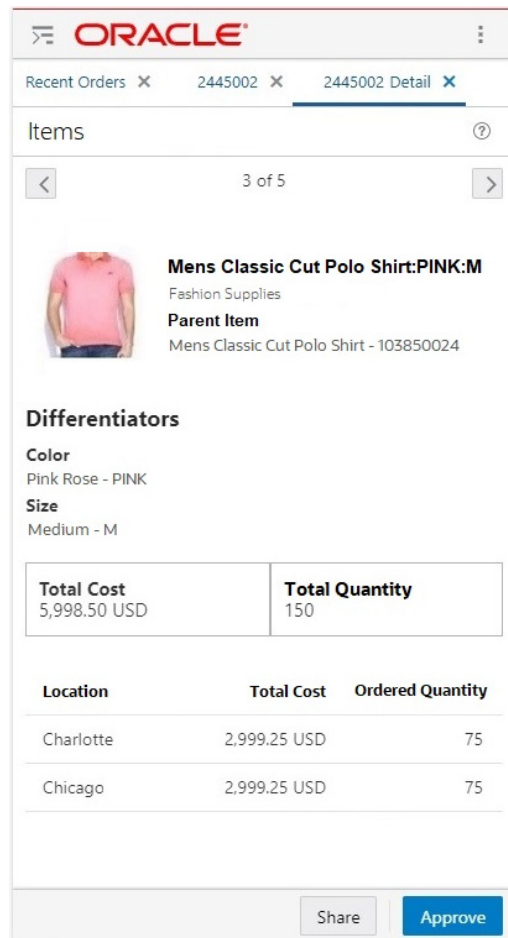 ORACLE
Recent Orders 2445002 2445002 Detail
Items
3 of 5
Mens Classic Cut Polo Shirt:PINK:M
Fashion Supplies
Parent Item
Mens Classic Cut Polo Shirt - 103850024
Differentiators
Color
Pink Rose - PINK
Size
Medium - M
Total Cost Total Quantity
5,998.50 USD 150
Location Total Cost Ordered Quantity
Charlotte 2,999.25 USD 75
Chicago 2,999.25 USD 75
Share Approve